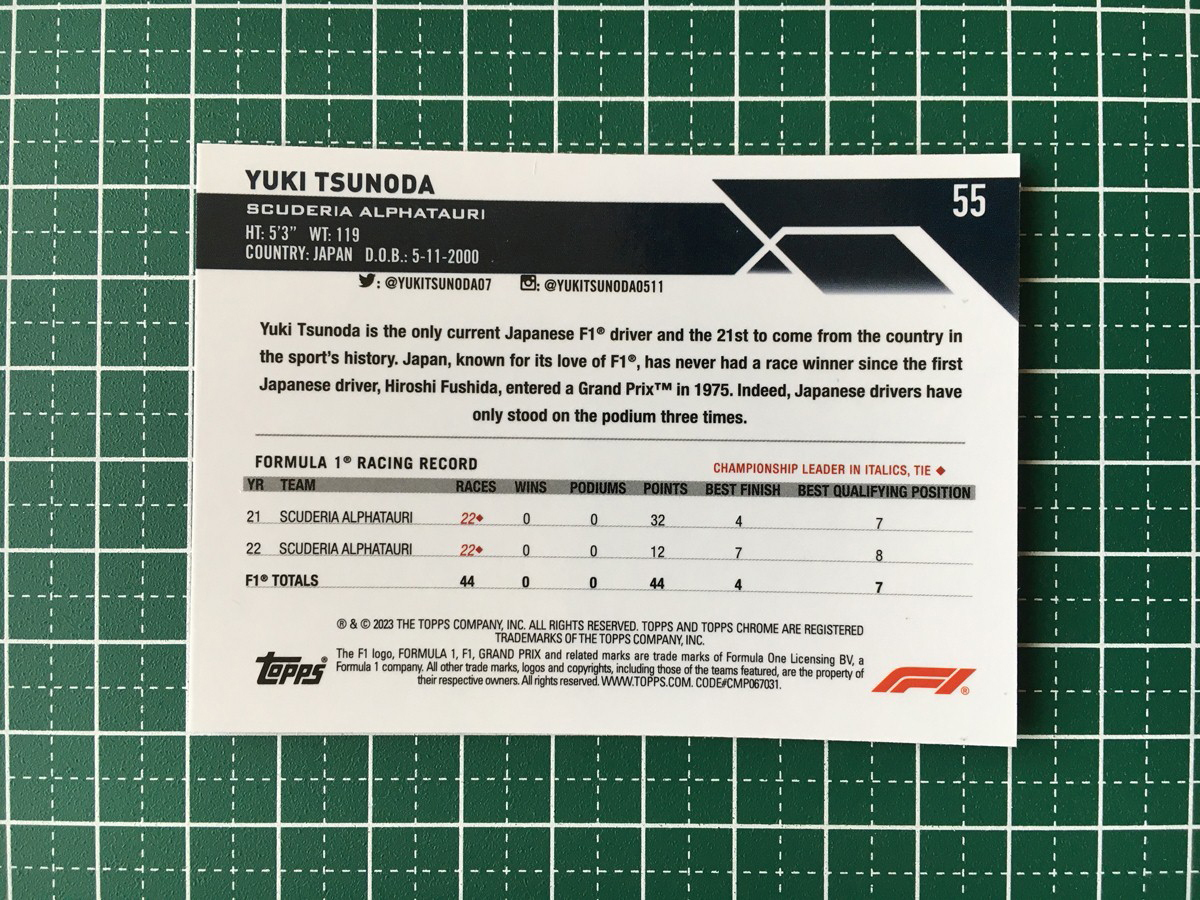 YUKI TSUNODA
55
SCUDERIA ALPHATAURI
HT: 5'3" WT: 119
COUNTRY: JAPAN D.O.B.: 5-11-2000
: @YUKITSUNODA07 : @YUKITSUNODA0511
Yuki Tsunoda is the only current Japanese F1® driver and the 21st to come from the country in
the sport's history. Japan, known for its love of F1®, has never had a race winner since the first
Japanese driver, Hiroshi Fushida, entered a Grand Prix™ in 1975. Indeed, Japanese drivers have
only stood on the podium three times.
FORMULA 1® RACING RECORD
CHAMPIONSHIP LEADER IN ITALICS, TIE ◆
YR TEAM RACES WINS PODIUMS POINTS BEST FINISH BEST QUALIFYING POSITION
21 SCUDERIA ALPHATAURI 22◆ 0 0 32 4 7
22 SCUDERIA ALPHATAURI 22◆ 0 0 12 7 8
F1® TOTALS 44 0 0 44 4 7
® & © 2023 THE TOPPS COMPANY, INC. ALL RIGHTS RESERVED. TOPPS AND TOPPS CHROME ARE REGISTERED
TRADEMARKS OF THE TOPPS COMPANY, INC.
The F1 logo, FORMULA 1, F1, GRAND PRIX and related marks are trade marks of Formula One Licensing BV, a
Formula 1 company. All other trade marks, logos and copyrights, including those of the teams featured, are the property of
their respective owners. All rights reserved. WWW.TOPPS.COM. CODE#CMP067031.
topps®
F1®